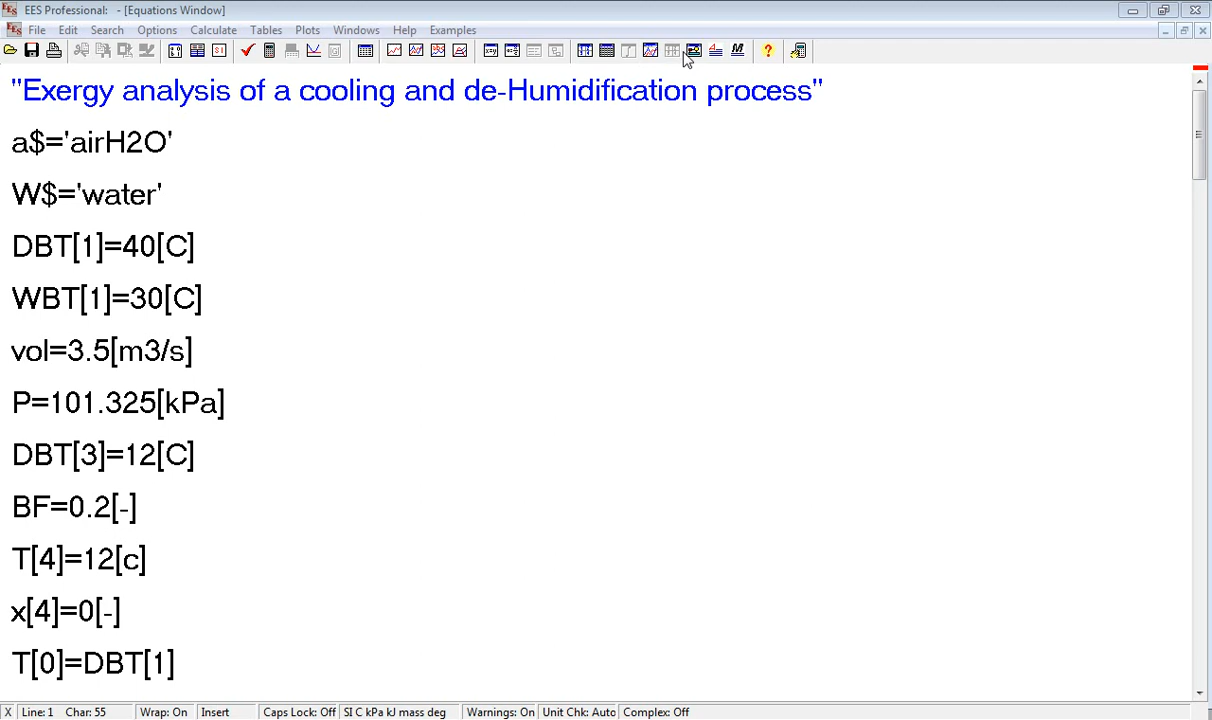 EES Professional: - [Equations Window]
File Edit Search Options Calculate Tables Plots Windows Help Examples
"Exergy analysis of a cooling and de-Humidification process"
a$='airH2O'
W$='water'
DBT[1]=40[C]
WBT[1]=30[C]
vol=3.5[m3/s]
P=101.325[kPa]
DBT[3]=12[C]
BF=0.2[-]
T[4]=12[c]
x[4]=0[-]
T[0]=DBT[1]
X Line: 1 Char: 55 Wrap: On Insert Caps Lock: Off SI C kPa kJ mass deg Warnings: On Unit Chk: Auto Complex: Off